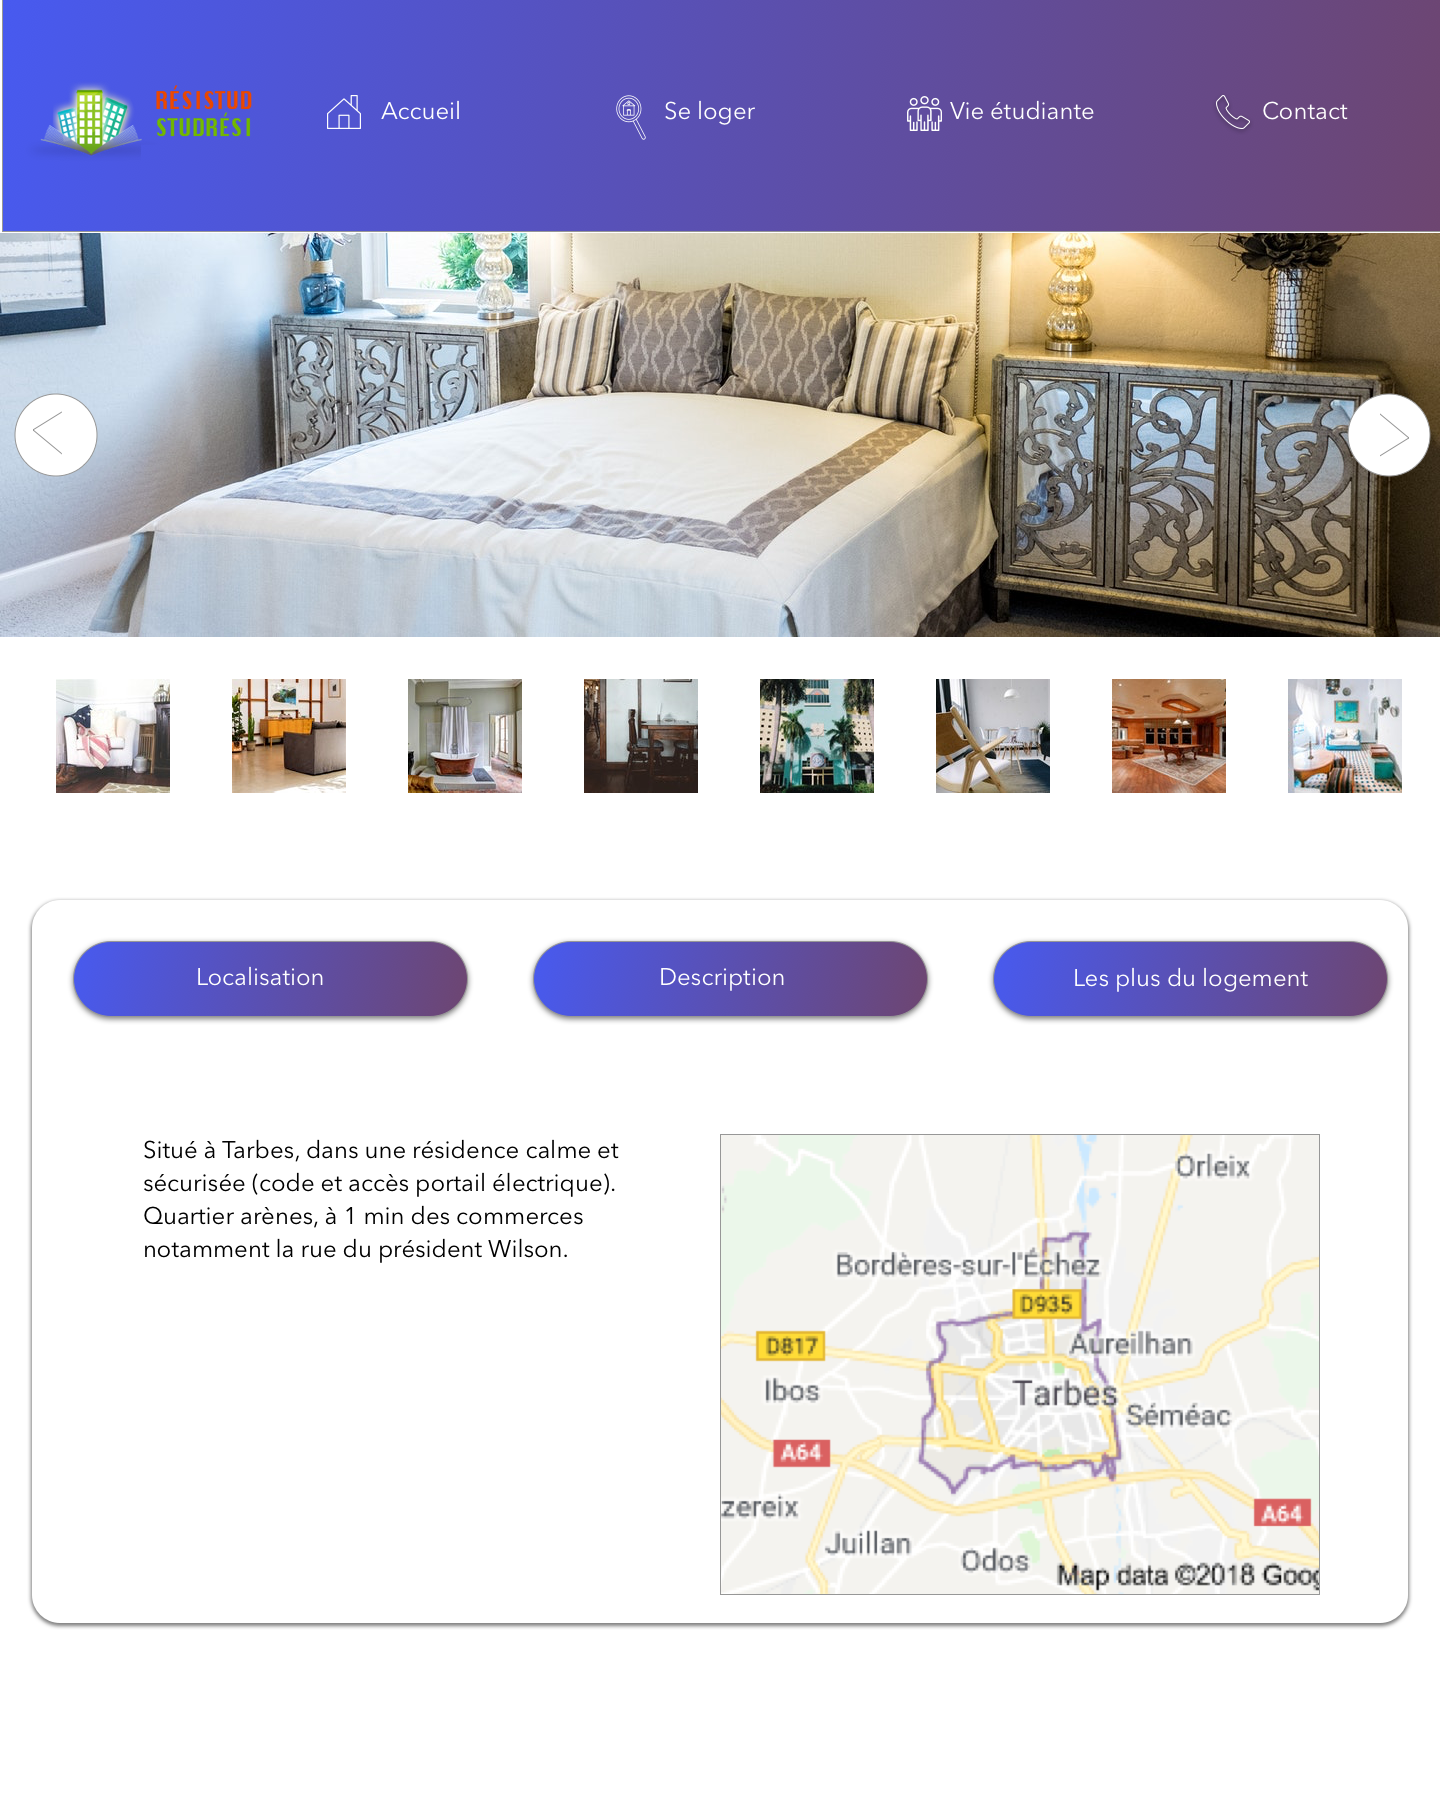 RÉSISTUD
STUDRÉSI
Accueil
Se loger
Vie étudiante
Contact
Localisation
Description
Les plus du logement
Situé à Tarbes, dans une résidence calme et
sécurisée (code et accès portail électrique).
Quartier arènes, à 1 min des commerces
notamment la rue du président Wilson.
Orleix
Bordères-sur-l'Échez
D935
D817
Aureilhan
Ibos
Tarbes
Séméac
A64
zereix
A64
Juillan
Odos
Map data ©2018 Goog